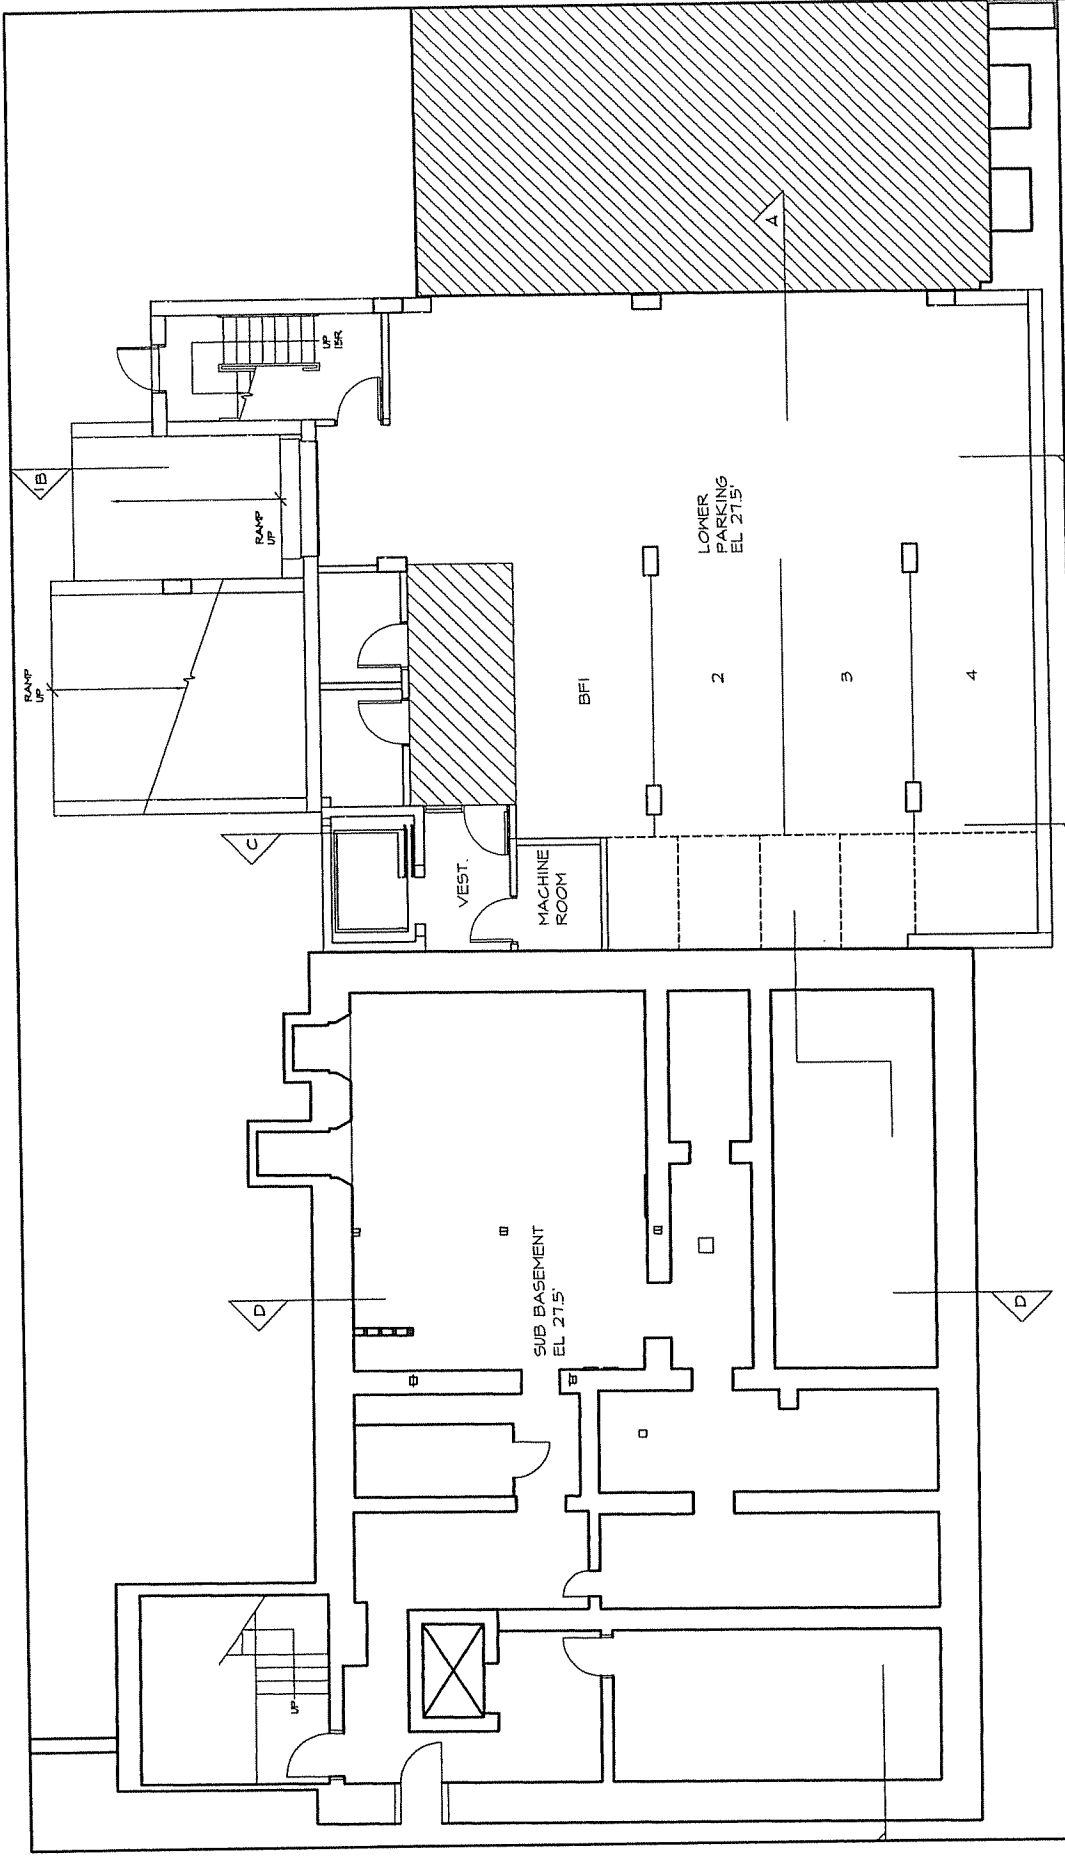 A
UP
15R
1B
RAMP
UP
LOWER
PARKING
EL 27.5'
RAMP
UP
BF1
2
3
4
C
VEST.
MACHINE
ROOM
SUB BASEMENT
EL 27.5'
D
D
UP